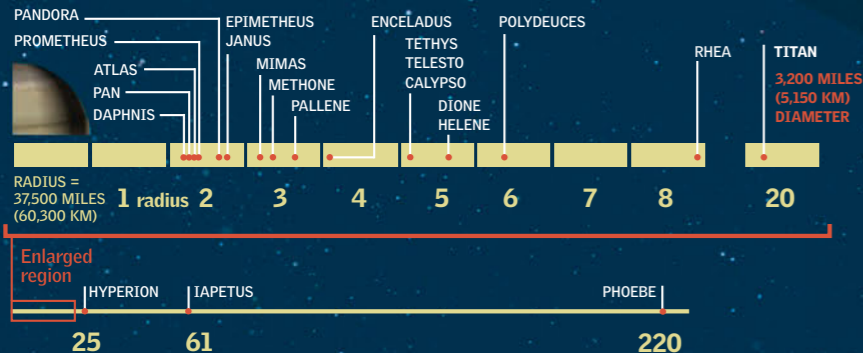 PANDORA
PROMETHEUS
ATLAS
PAN
DAPHNIS
EPIMETHEUS
JANUS
MIMAS
METHONE
PALLENE
ENCELADUS
TETHYS
TELESTO
CALYPSO
DIONE
HELENE
POLYDEUCES
RHEA
TITAN
3,200 MILES
(5,150 KM)
DIAMETER
RADIUS =
37,500 MILES
(60,300 KM)
1 radius 2 3 4 5 6 7 8 20
Enlarged
region
HYPERION IAPETUS PHOEBE
25 61 220